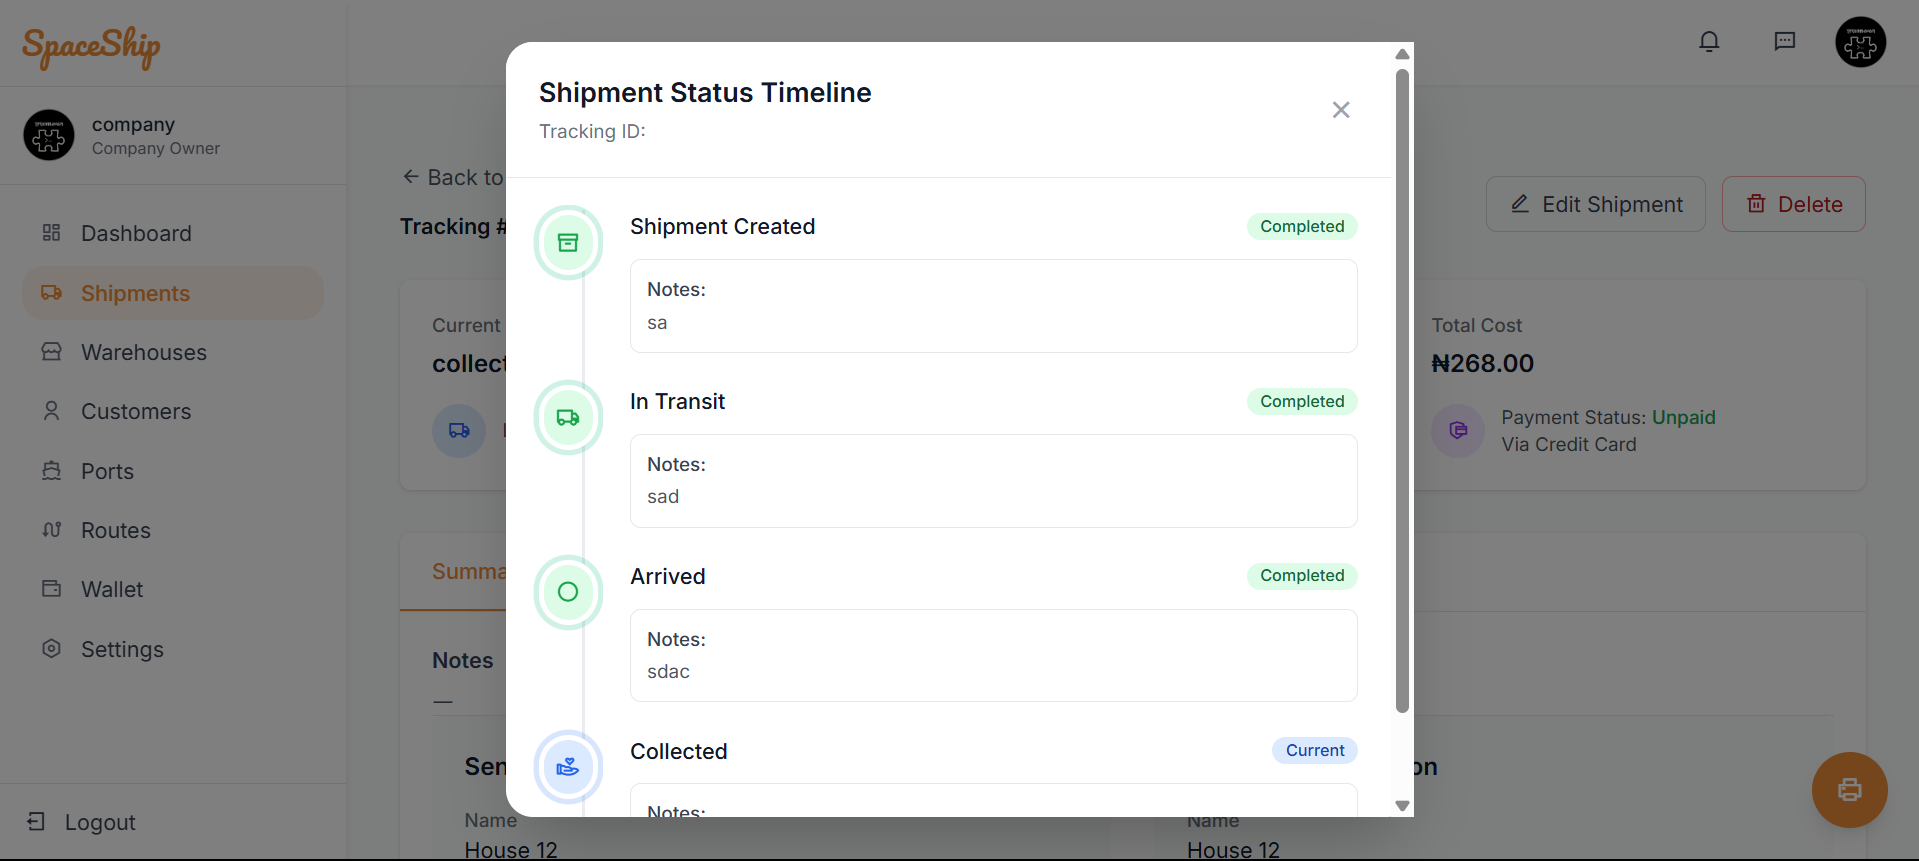 SpaceShip
company
Company Owner
Dashboard
Shipments
Warehouses
Customers
Ports
Routes
Wallet
Settings
Logout
Back to
Tracking #
Edit Shipment
Delete
Current
collect
Total Cost
₦268.00
Payment Status: Unpaid
Via Credit Card
Summa
Notes
—
Sen
on
Name
House 12
Name
House 12
Shipment Status Timeline
Tracking ID:
Shipment Created
Completed
Notes:
sa
In Transit
Completed
Notes:
sad
Arrived
Completed
Notes:
sdac
Collected
Current
Notes: